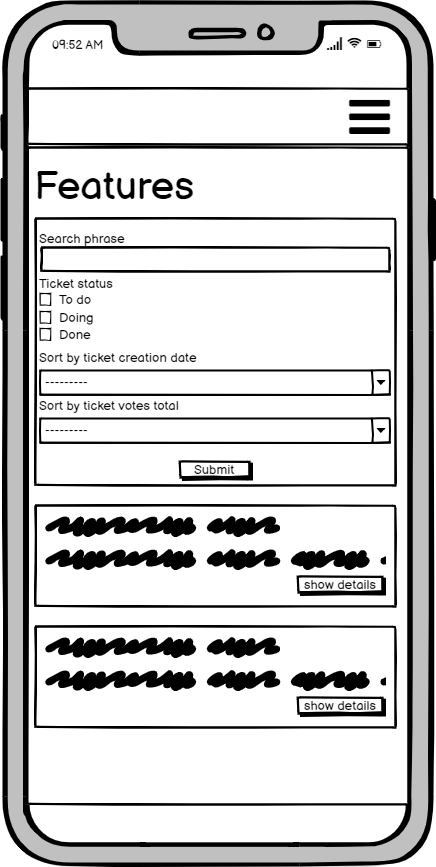 09:52 AM
Features
Search phrase
Ticket status
To do
Doing
Done
Sort by ticket creation date
---------
Sort by ticket votes total
---------
Submit
show details
show details